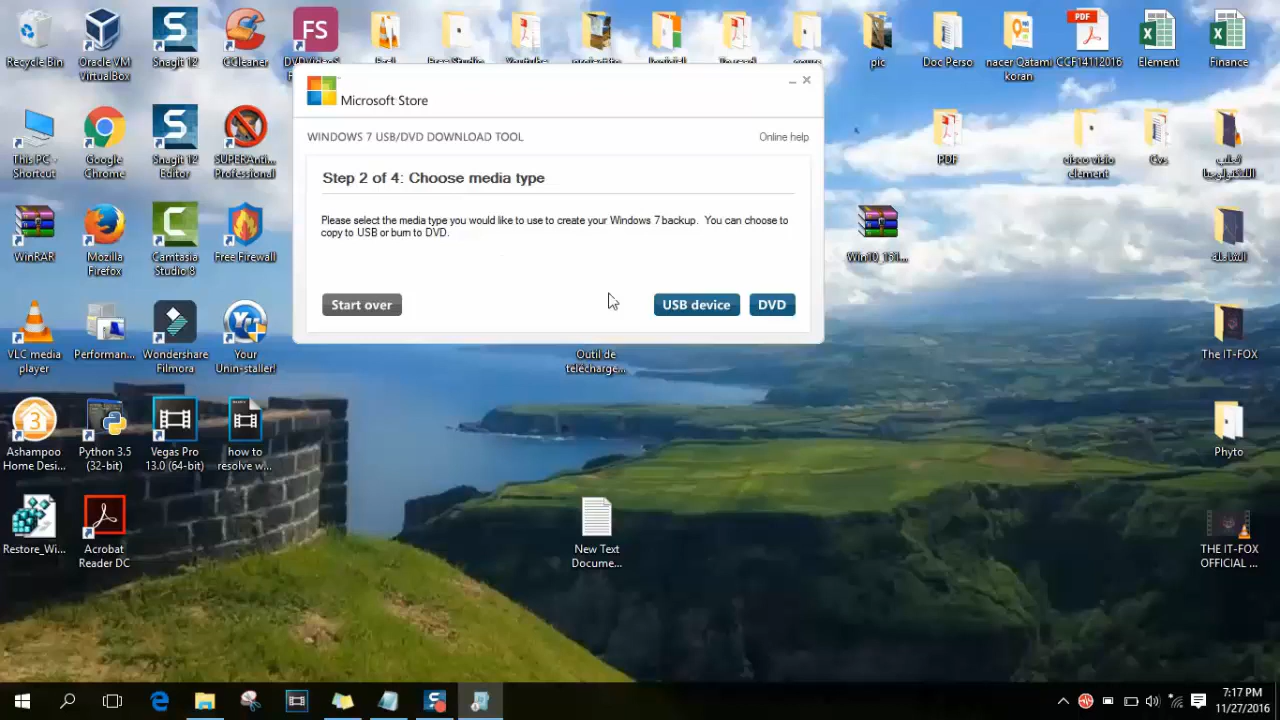 Microsoft Store
WINDOWS 7 USB/DVD DOWNLOAD TOOL
Online help
Step 2 of 4: Choose media type
Please select the media type you would like to use to create your Windows 7 backup. You can choose to
copy to USB or burn to DVD.
Start over
USB device
DVD
Recycle Bin
Oracle VM
VirtualBox
Snagit 12
CCleaner
FS
pic
Doc Perso
nacer Qatami
koran
PDF
CCF14112016
Element
Finance
This PC -
Shortcut
Google
Chrome
Snagit 12
Editor
SUPERAnti...
Professional
PDF
cisco visio
element
Cvs
WinRAR
Mozilla
Firefox
Camtasia
Studio 8
Free Firewall
Win10_151...
VLC media
player
Performan...
Wondershare
Filmora
Your
Unin-staller!
Outil de
télécharge...
The IT-FOX
Ashampoo
Home Desi...
Python 3.5
(32-bit)
Vegas Pro
13.0 (64-bit)
how to
resolve w...
Phyto
Restore_Wi...
Acrobat
Reader DC
New Text
Docume...
THE IT-FOX
OFFICIAL ...
7:17 PM
11/27/2016